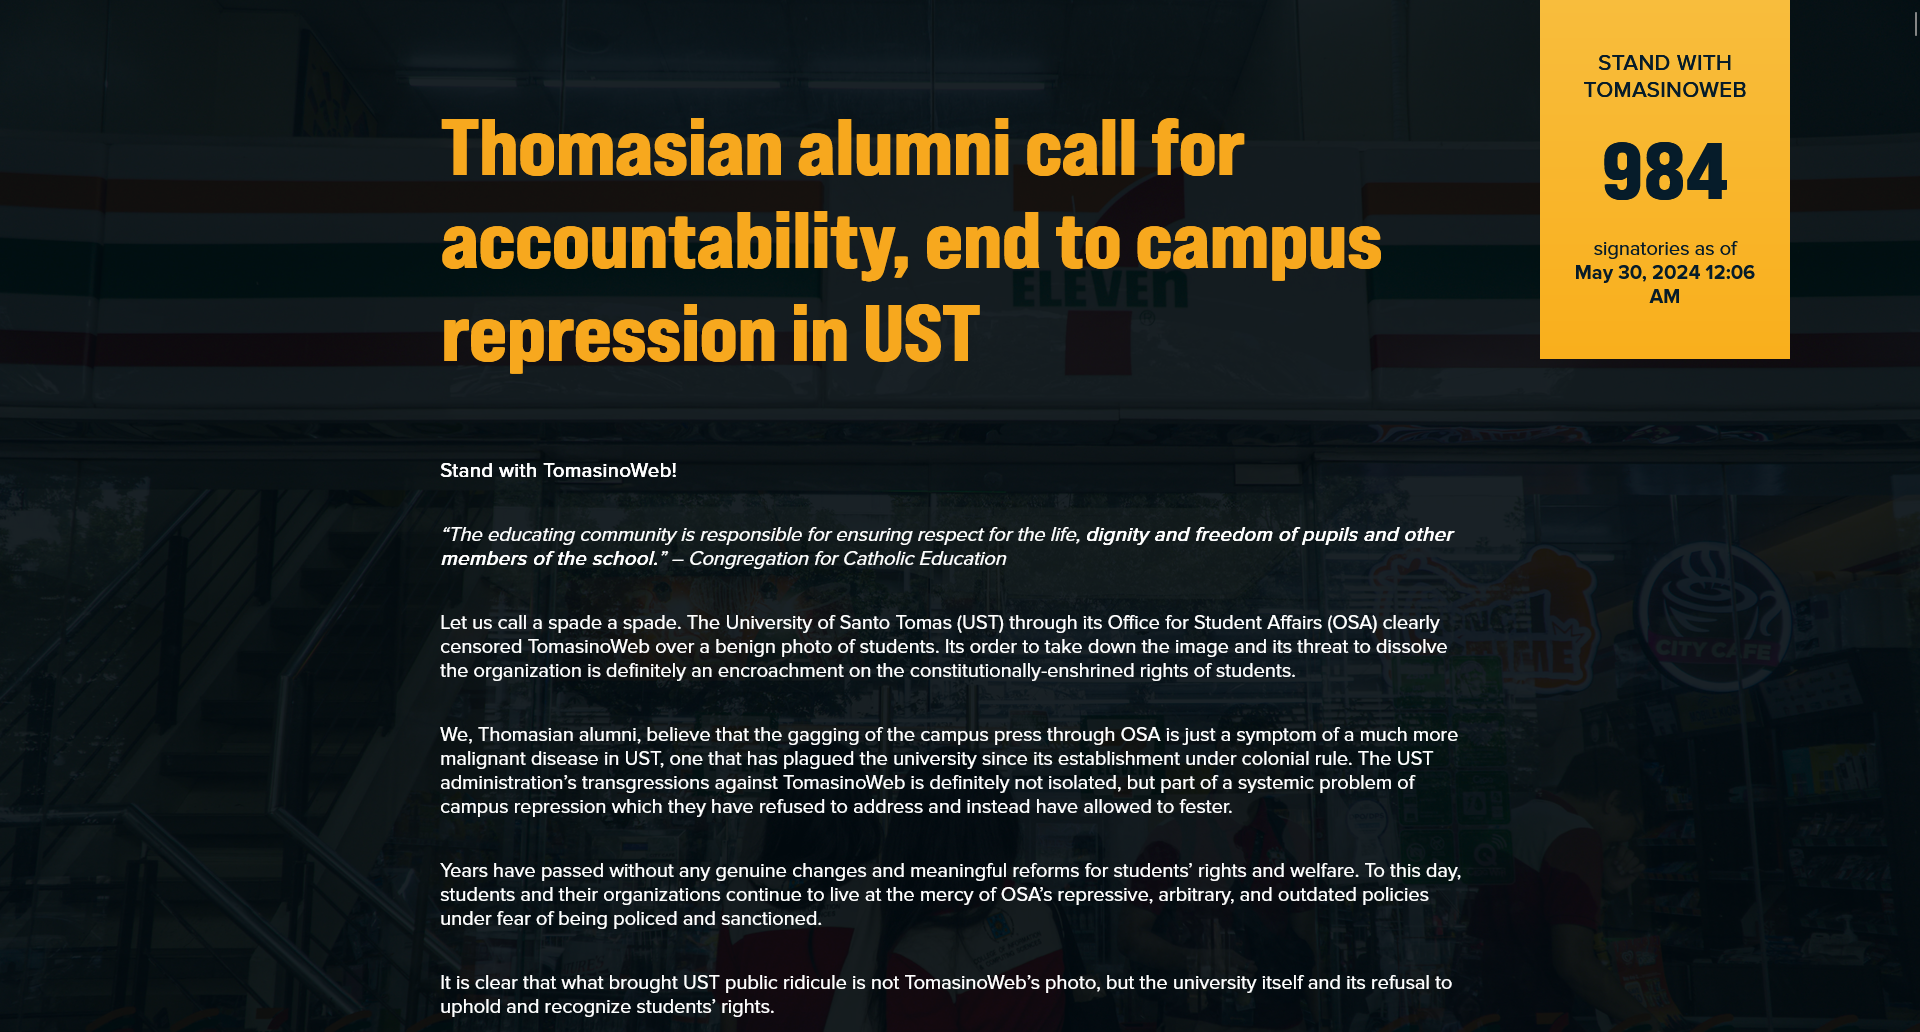 Thomasian alumni call for
accountability, end to campus
repression in UST
STAND WITH
TOMASINOWEB
984
signatories as of
May 30, 2024 12:06
AM
Stand with TomasinoWeb!
“The educating community is responsible for ensuring respect for the life, dignity and freedom of pupils and other
members of the school.” – Congregation for Catholic Education
Let us call a spade a spade. The University of Santo Tomas (UST) through its Office for Student Affairs (OSA) clearly
censored TomasinoWeb over a benign photo of students. Its order to take down the image and its threat to dissolve
the organization is definitely an encroachment on the constitutionally-enshrined rights of students.
We, Thomasian alumni, believe that the gagging of the campus press through OSA is just a symptom of a much more
malignant disease in UST, one that has plagued the university since its establishment under colonial rule. The UST
administration’s transgressions against TomasinoWeb is definitely not isolated, but part of a systemic problem of
campus repression which they have refused to address and instead have allowed to fester.
Years have passed without any genuine changes and meaningful reforms for students’ rights and welfare. To this day,
students and their organizations continue to live at the mercy of OSA’s repressive, arbitrary, and outdated policies
under fear of being policed and sanctioned.
It is clear that what brought UST public ridicule is not TomasinoWeb’s photo, but the university itself and its refusal to
uphold and recognize students’ rights.
ELEVEn
CITY CAFE